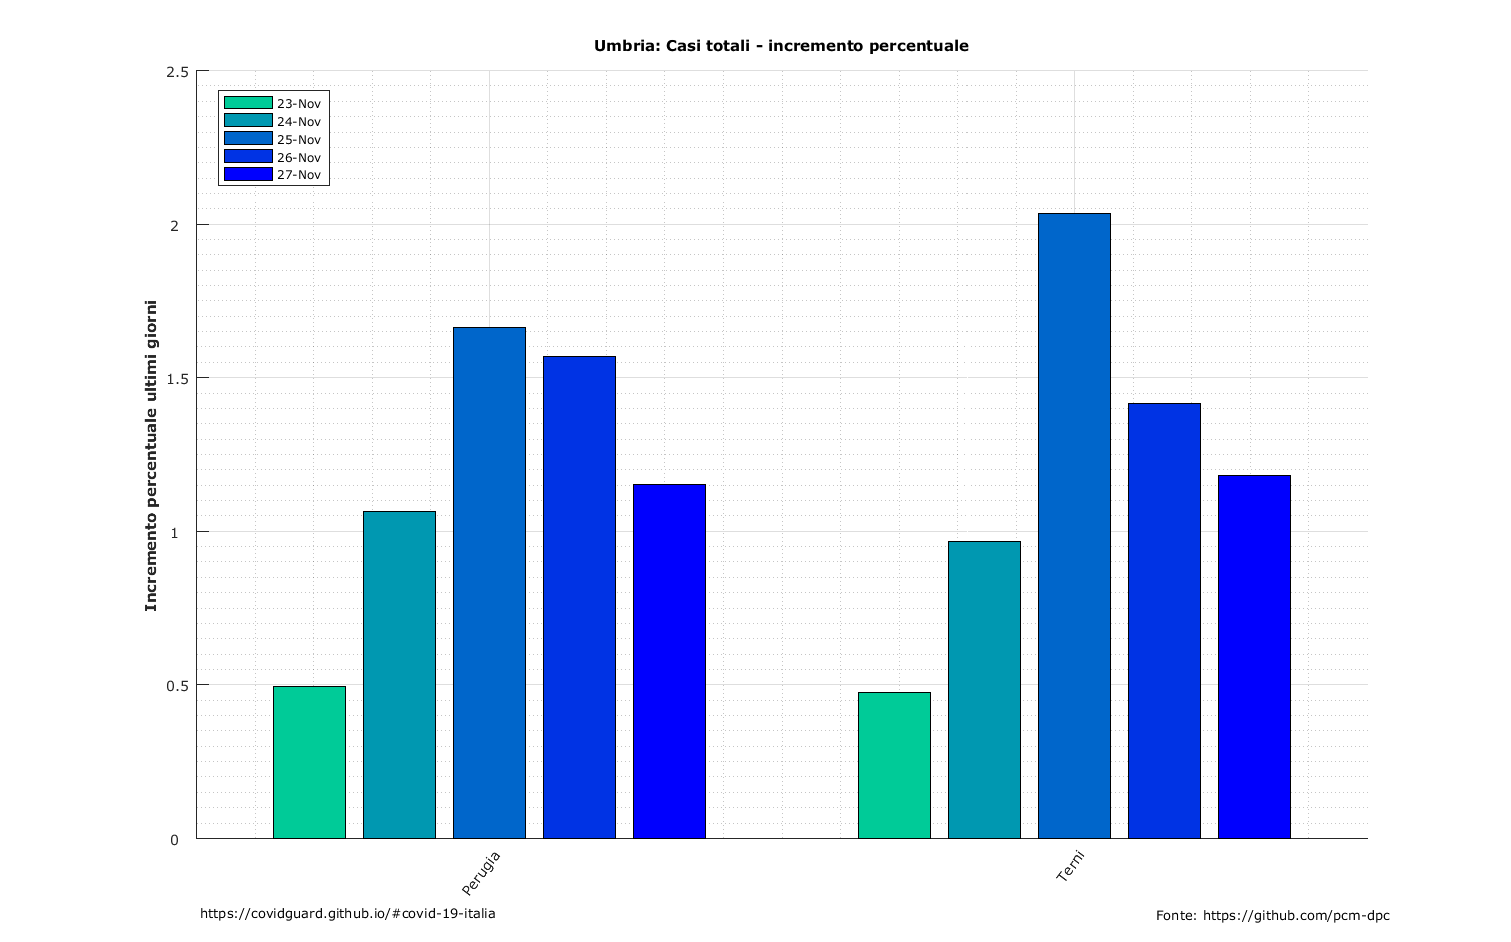 Umbria: Casi totali - incremento percentuale
2.5
2
1.5
1
0.5
0
Incremento percentuale ultimi giorni
23-Nov
24-Nov
25-Nov
26-Nov
27-Nov
Perugia
Terni
https://covidguard.github.io/#covid-19-italia
Fonte: https://github.com/pcm-dpc